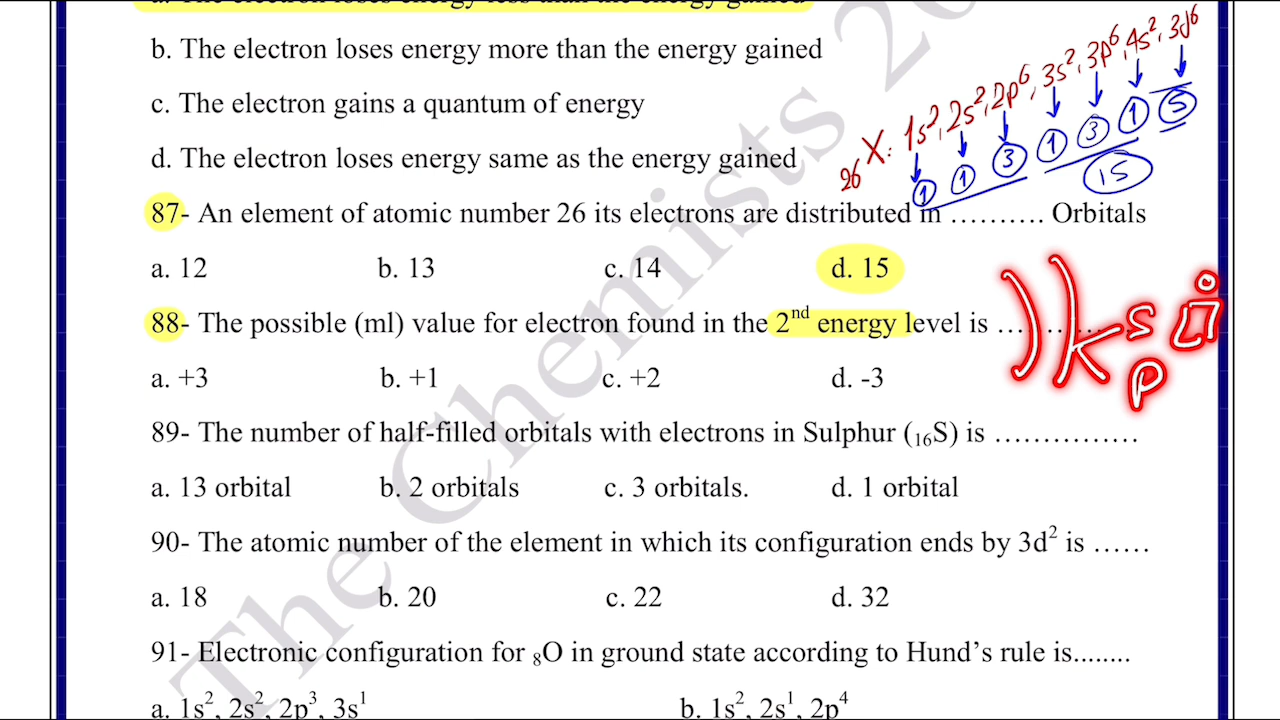 b. The electron loses energy more than the energy gained
c. The electron gains a quantum of energy
d. The electron loses energy same as the energy gained
₂₆X: 1s², 2s², 2p⁶, 3s², 3p⁶, 4s², 3d⁶
1 1 3 1 3 1 5
15
87- An element of atomic number 26 its electrons are distributed in .......... Orbitals
a. 12 b. 13 c. 14 d. 15
88- The possible (ml) value for electron found in the 2ⁿᵈ energy level is ...
a. +3 b. +1 c. +2 d. -3
s
p
89- The number of half-filled orbitals with electrons in Sulphur (₁₆S) is ...............
a. 13 orbital b. 2 orbitals c. 3 orbitals. d. 1 orbital
90- The atomic number of the element in which its configuration ends by 3d² is ......
a. 18 b. 20 c. 22 d. 32
91- Electronic configuration for ₈O in ground state according to Hund’s rule is........
a. 1s², 2s², 2p³, 3s¹ b. 1s², 2s¹, 2p⁴
The Chemists 20